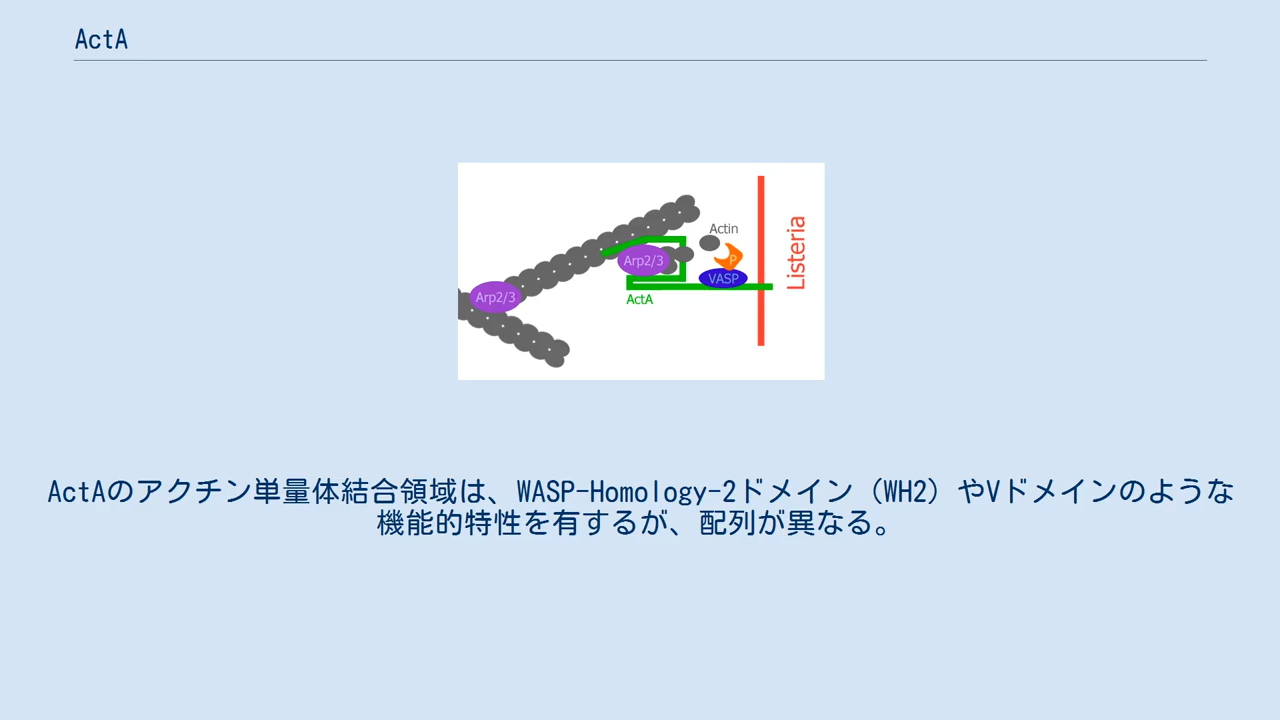 ActA
Actin
Arp2/3
P
VASP
Arp2/3
ActA
Listeria
ActAのアクチン単量体結合領域は、WASP-Homology-2ドメイン（WH2）やVドメインのような
機能的特性を有するが、配列が異なる。